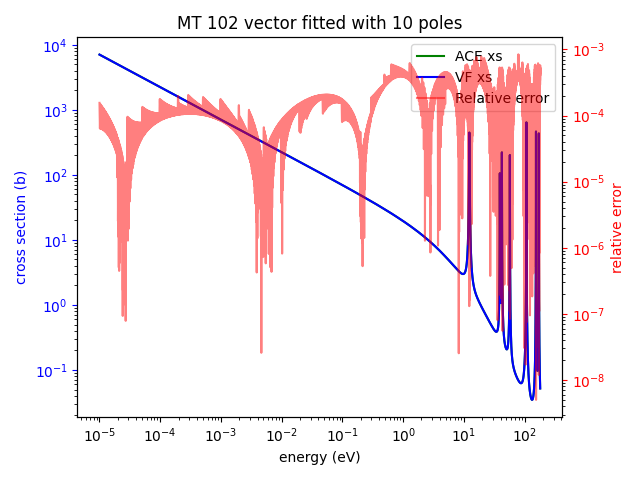 MT 102 vector fitted with 10 poles
ACE xs
VF xs
Relative error
cross section (b)
10^4
10^3
10^2
10^1
10^0
10^-1
10^-3
10^-4
10^-5
10^-6
10^-7
10^-8
relative error
10^-5 10^-4 10^-3 10^-2 10^-1 10^0 10^1 10^2
energy (eV)